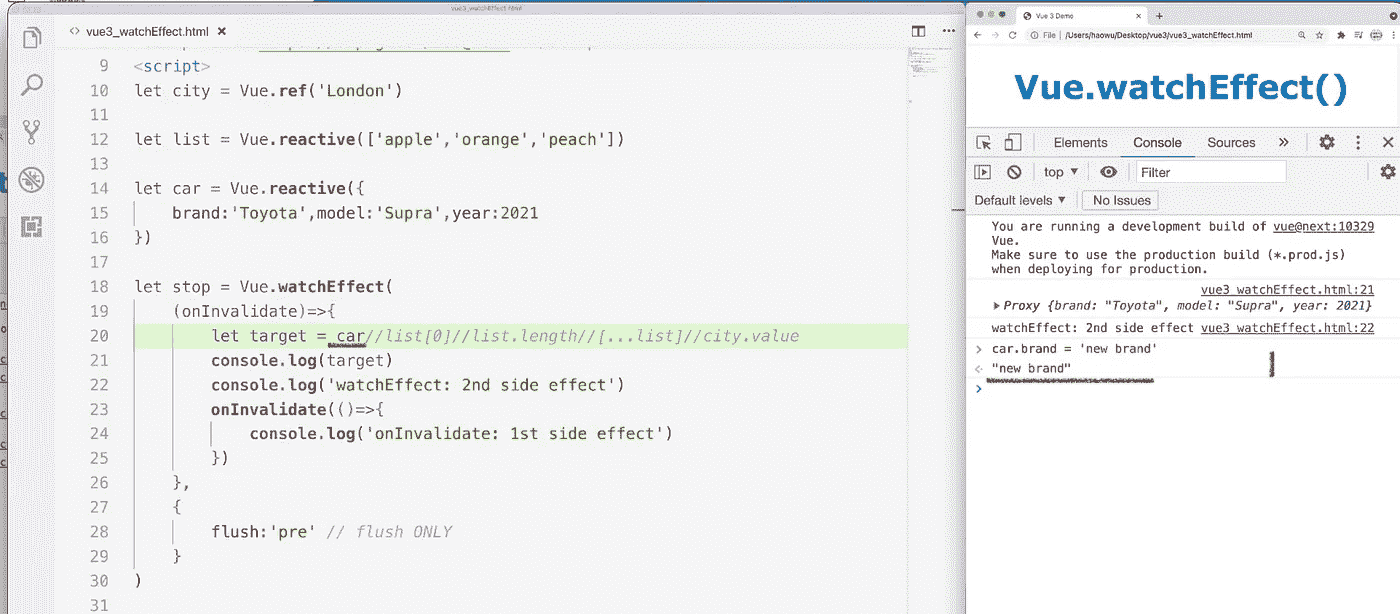 vue3_watchEffect.html
<> vue3_watchEffect.html ×
9 <script>
10 let city = Vue.ref('London')
11
12 let list = Vue.reactive(['apple','orange','peach'])
13
14 let car = Vue.reactive({
15 brand:'Toyota',model:'Supra',year:2021
16 })
17
18 let stop = Vue.watchEffect(
19 (onInvalidate)=>{
20 let target = car//list[0]//list.length//[...list]//city.value
21 console.log(target)
22 console.log('watchEffect: 2nd side effect')
23 onInvalidate(()=>{
24 console.log('onInvalidate: 1st side effect')
25 })
26 },
27 {
28 flush:'pre' // flush ONLY
29 }
30 )
31
Vue 3 Demo
File | /Users/haowu/Desktop/vue3/vue3_watchEffect.html
Vue.watchEffect()
Elements Console Sources »
top ▼ Filter
Default levels ▼ No Issues
You are running a development build of vue@next:10329
Vue.
Make sure to use the production build (*.prod.js)
when deploying for production.
vue3_watchEffect.html:21
Proxy {brand: "Toyota", model: "Supra", year: 2021}
watchEffect: 2nd side effect vue3_watchEffect.html:22
> car.brand = 'new brand'
"new brand"
>